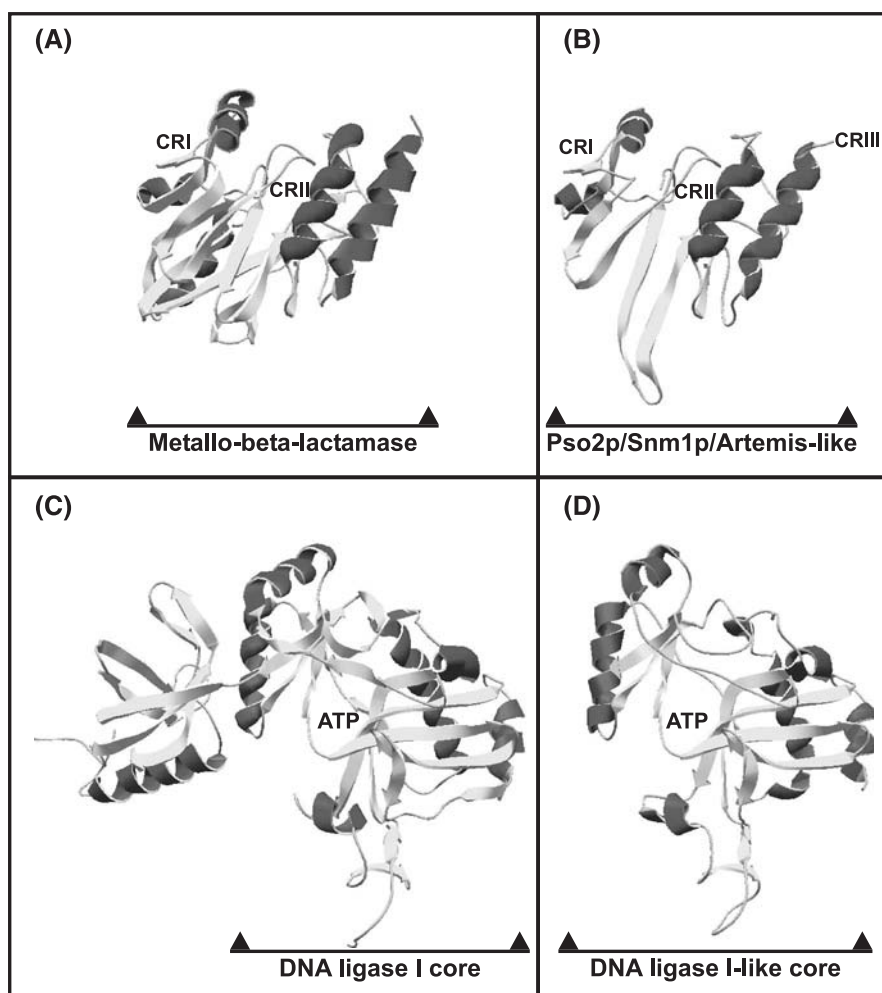 (A)
CRI
CRII
Metallo-beta-lactamase
(B)
CRI
CRII
CRIII
Pso2p/Snm1p/Artemis-like
(C)
ATP
DNA ligase I core
(D)
ATP
DNA ligase I-like core